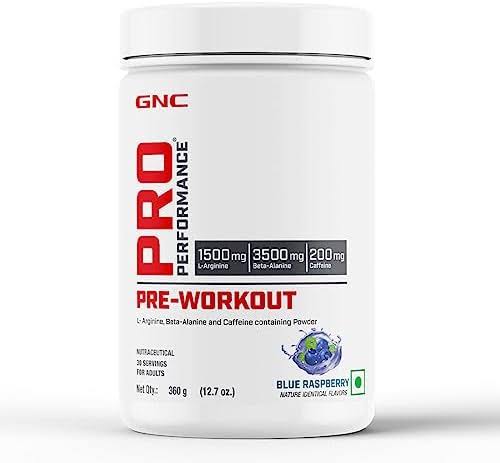 GNC
PRO
PERFORMANCE®
1500 mg
L-Arginine
3500 mg
Beta-Alanine
200 mg
Caffeine
PRE-WORKOUT
L-Arginine, Beta-Alanine and Caffeine containing Powder
NUTRACEUTICAL
30 SERVINGS
FOR ADULTS
Net Qty.: 360 g (12.7 oz.)
BLUE RASPBERRY
NATURE IDENTICAL FLAVORS